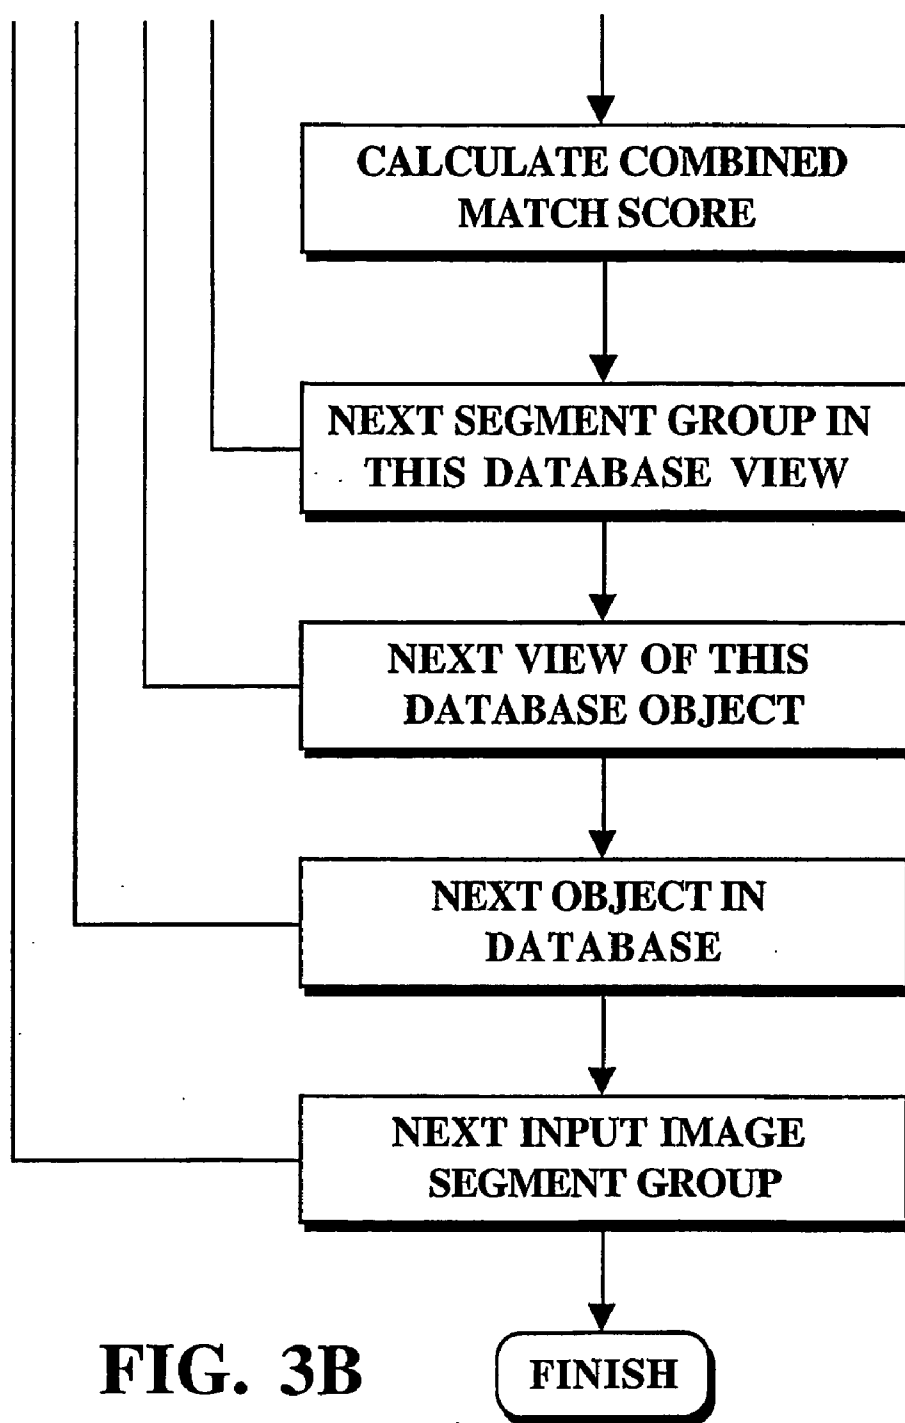 CALCULATE COMBINED
MATCH SCORE
NEXT SEGMENT GROUP IN
THIS DATABASE VIEW
NEXT VIEW OF THIS
DATABASE OBJECT
NEXT OBJECT IN
DATABASE
NEXT INPUT IMAGE
SEGMENT GROUP
FINISH
FIG. 3B